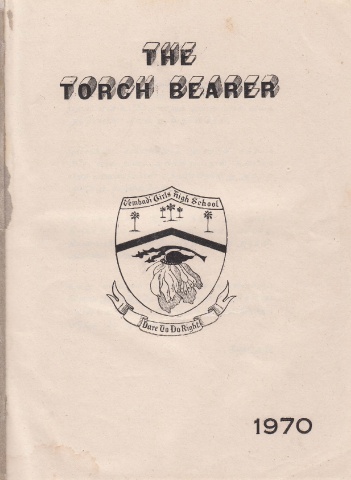 THE
TORCH BEARER
Vembadi Girls High School
Dare To Do Right
1970